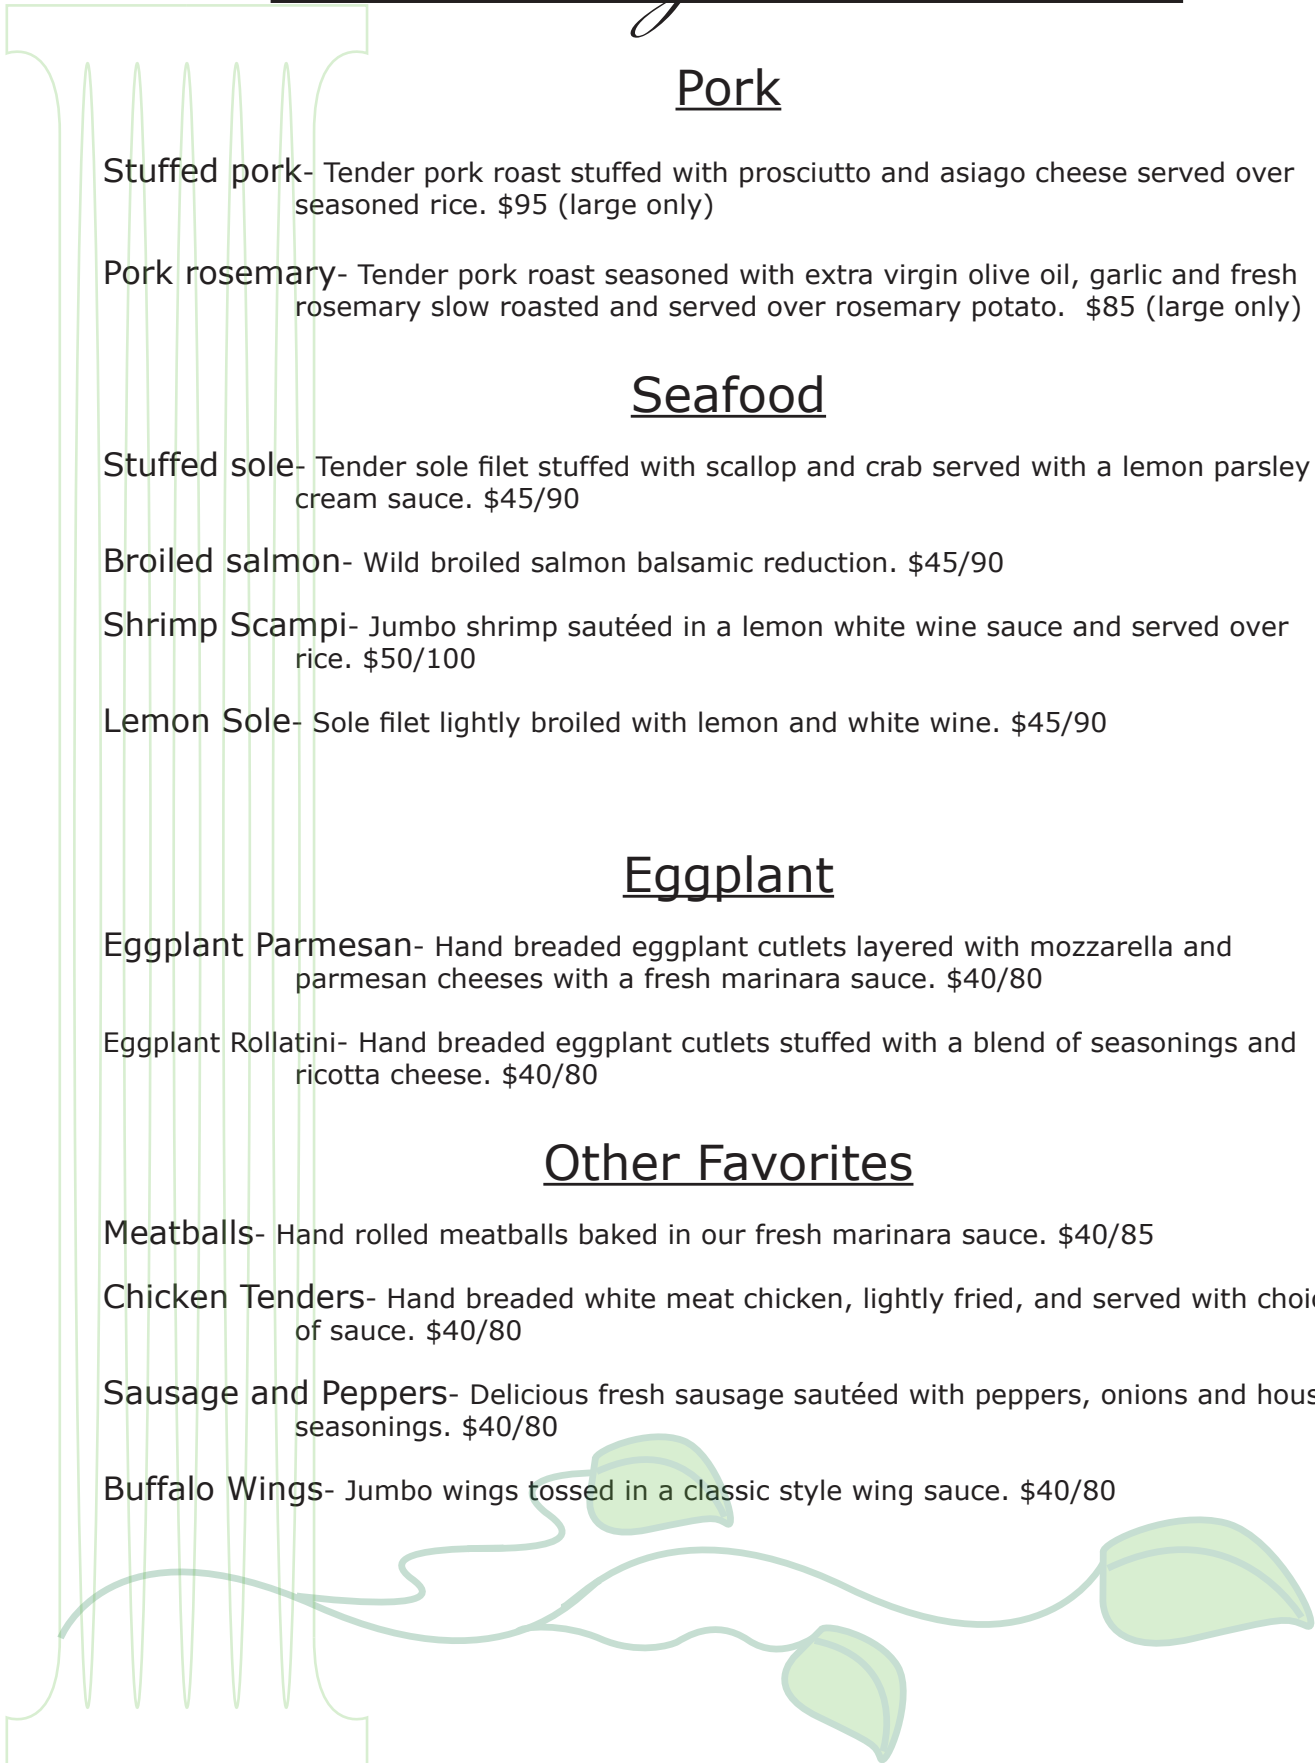 Pork
Stuffed pork- Tender pork roast stuffed with prosciutto and asiago cheese served over
seasoned rice. $95 (large only)
Pork rosemary- Tender pork roast seasoned with extra virgin olive oil, garlic and fresh
rosemary slow roasted and served over rosemary potato.  $85 (large only)
Seafood
Stuffed sole- Tender sole filet stuffed with scallop and crab served with a lemon parsley
cream sauce. $45/90
Broiled salmon- Wild broiled salmon balsamic reduction. $45/90
Shrimp Scampi- Jumbo shrimp sautéed in a lemon white wine sauce and served over
rice. $50/100
Lemon Sole- Sole filet lightly broiled with lemon and white wine. $45/90
Eggplant
Eggplant Parmesan- Hand breaded eggplant cutlets layered with mozzarella and
parmesan cheeses with a fresh marinara sauce. $40/80
Eggplant Rollatini- Hand breaded eggplant cutlets stuffed with a blend of seasonings and
ricotta cheese. $40/80
Other Favorites
Meatballs- Hand rolled meatballs baked in our fresh marinara sauce. $40/85
Chicken Tenders- Hand breaded white meat chicken, lightly fried, and served with
of sauce. $40/80
Sausage and Peppers- Delicious fresh sausage sautéed with peppers, onions and
seasonings. $40/80
Buffalo Wings- Jumbo wings tossed in a classic style wing sauce. $40/80